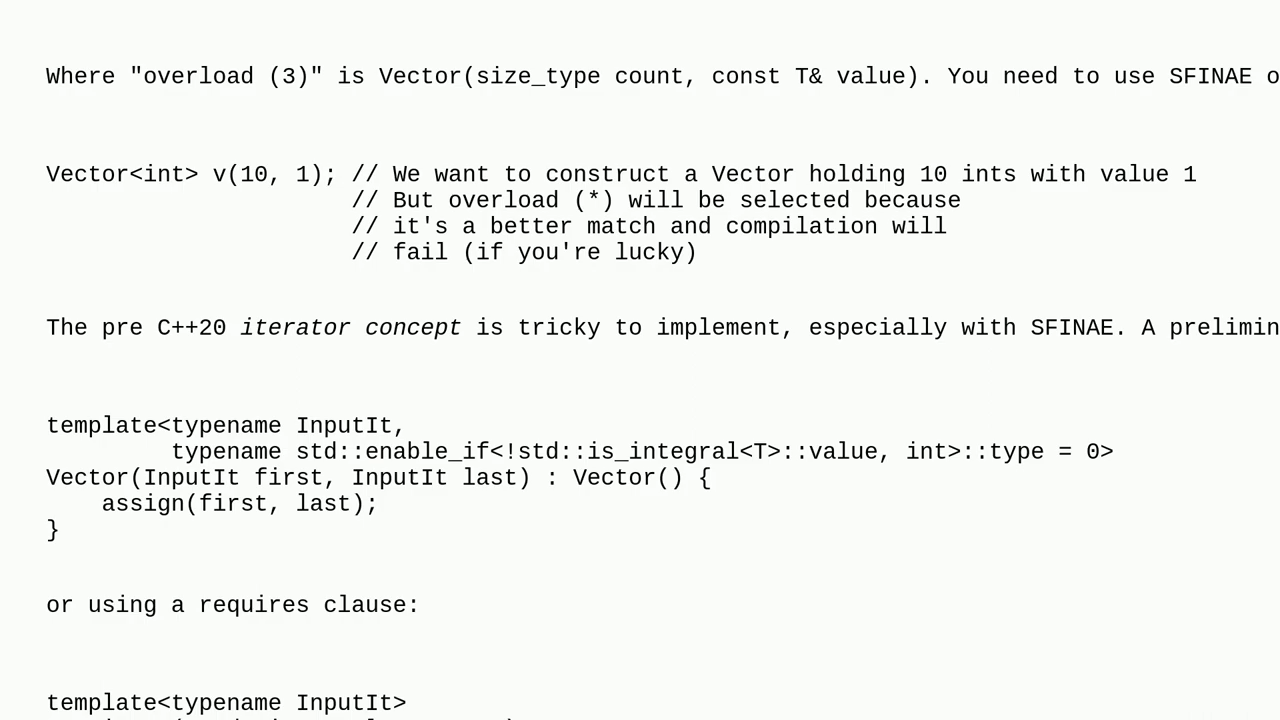 Where "overload (3)" is Vector(size_type count, const T& value). You need to use SFINAE
Vector<int> v(10, 1); // We want to construct a Vector holding 10 ints with value 1
// But overload (*) will be selected because
// it's a better match and compilation will
// fail (if you're lucky)
The pre C++20 iterator concept is tricky to implement, especially with SFINAE. A
template<typename InputIt,
typename std::enable_if<!std::is_integral<T>::value, int>::type = 0>
Vector(InputIt first, InputIt last) : Vector() {
assign(first, last);
}
or using a requires clause:
template<typename InputIt>